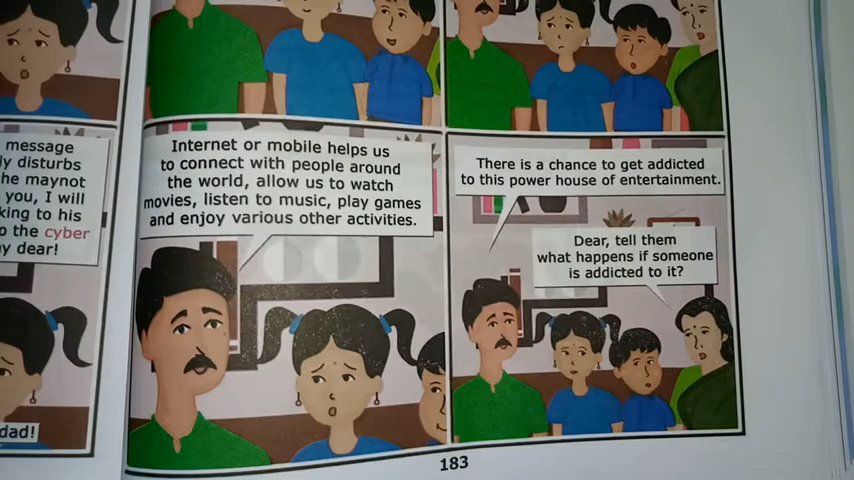 message
disturbs
he maynot
you, I will
king to his
o the cyber
y dear!
dad!
Internet or mobile helps us
to connect with people around
the world, allow us to watch
movies, listen to music, play games
and enjoy various other activities.
There is a chance to get addicted
to this power house of entertainment.
Dear, tell them
what happens if someone
is addicted to it?
183